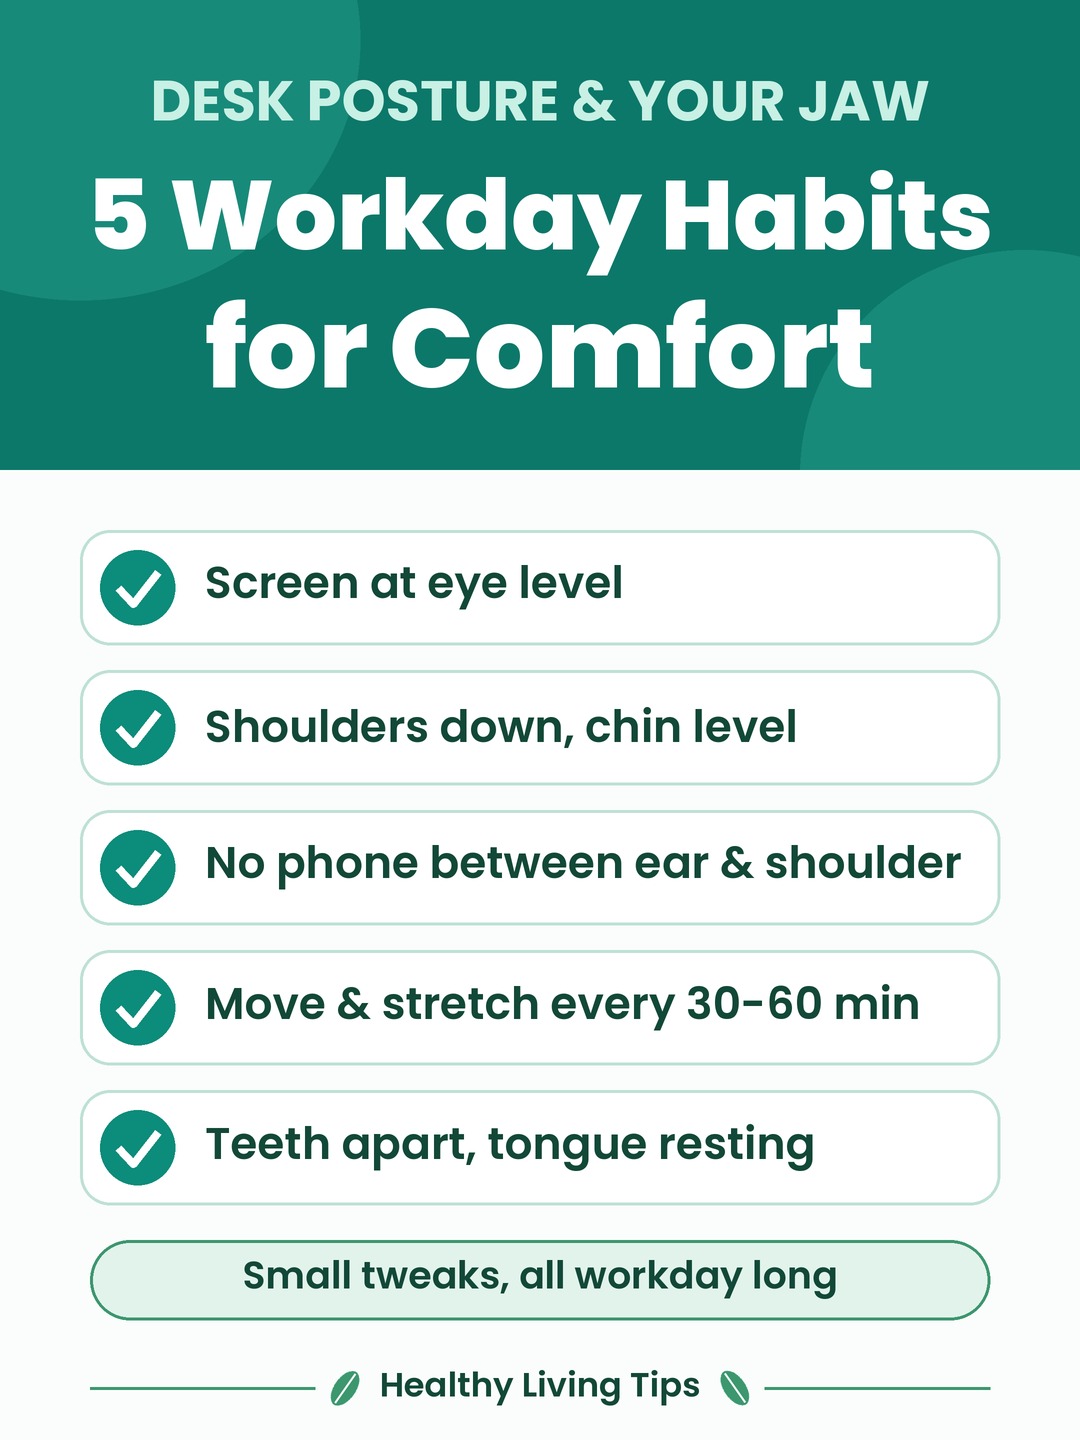 DESK POSTURE & YOUR JAW
5 Workday Habits
for Comfort
Screen at eye level
Shoulders down, chin level
No phone between ear & shoulder
Move & stretch every 30-60 min
Teeth apart, tongue resting
Small tweaks, all workday long
Healthy Living Tips